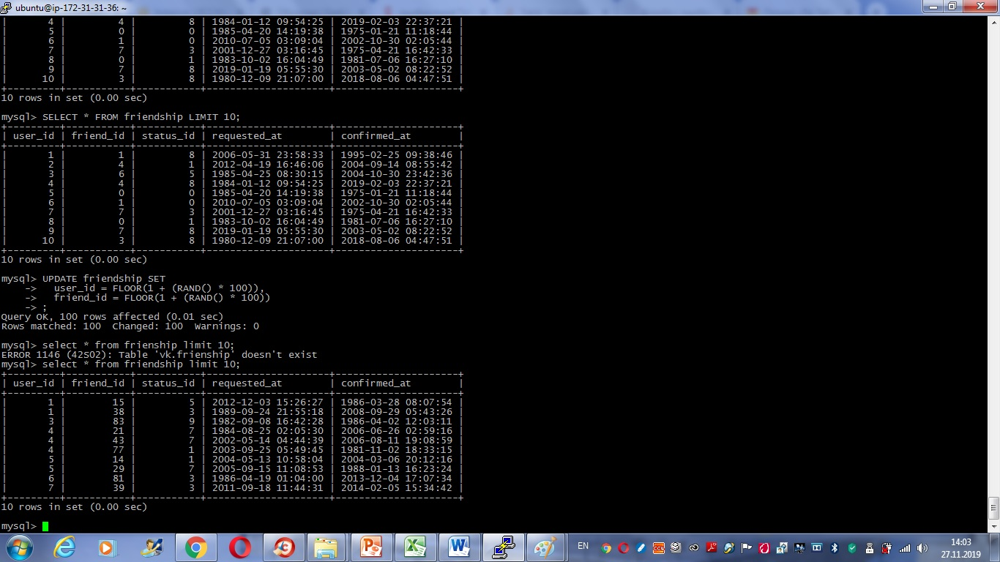 ubuntu@ip-172-31-31-36: ~
| 4 | 4 | 8 | 1984-01-12 09:54:25 | 2019-02-03 22:37:21 |
| 5 | 0 | 0 | 1985-04-20 14:19:38 | 1975-01-21 11:18:44 |
| 6 | 1 | 0 | 2010-07-05 03:09:04 | 2002-10-30 02:05:44 |
| 7 | 7 | 3 | 2001-12-27 03:16:45 | 1975-04-21 16:42:33 |
| 8 | 0 | 1 | 1983-10-02 16:04:49 | 1981-07-06 16:27:10 |
| 9 | 7 | 8 | 2019-01-19 05:55:30 | 2003-05-02 08:22:52 |
| 10 | 3 | 8 | 1980-12-09 21:07:00 | 2018-08-06 04:47:51 |
+---------+-----------+-----------+---------------------+---------------------+
10 rows in set (0.00 sec)
mysql> SELECT * FROM friendship LIMIT 10;
+---------+-----------+-----------+---------------------+---------------------+
| user_id | friend_id | status_id | requested_at | confirmed_at |
+---------+-----------+-----------+---------------------+---------------------+
| 1 | 1 | 8 | 2006-05-31 23:58:33 | 1995-02-25 09:38:46 |
| 2 | 4 | 1 | 2012-04-19 16:46:06 | 2004-09-14 08:55:42 |
| 3 | 6 | 5 | 1985-04-25 08:30:15 | 2004-10-30 23:42:36 |
| 4 | 4 | 8 | 1984-01-12 09:54:25 | 2019-02-03 22:37:21 |
| 5 | 0 | 0 | 1985-04-20 14:19:38 | 1975-01-21 11:18:44 |
| 6 | 1 | 0 | 2010-07-05 03:09:04 | 2002-10-30 02:05:44 |
| 7 | 7 | 3 | 2001-12-27 03:16:45 | 1975-04-21 16:42:33 |
| 8 | 0 | 1 | 1983-10-02 16:04:49 | 1981-07-06 16:27:10 |
| 9 | 7 | 8 | 2019-01-19 05:55:30 | 2003-05-02 08:22:52 |
| 10 | 3 | 8 | 1980-12-09 21:07:00 | 2018-08-06 04:47:51 |
+---------+-----------+-----------+---------------------+---------------------+
10 rows in set (0.00 sec)
mysql> UPDATE friendship SET
-> user_id = FLOOR(1 + (RAND() * 100)),
-> friend_id = FLOOR(1 + (RAND() * 100))
-> ;
Query OK, 100 rows affected (0.01 sec)
Rows matched: 100 Changed: 100 Warnings: 0
mysql> select * from frienship limit 10;
ERROR 1146 (42S02): Table 'vk.frienship' doesn't exist
mysql> select * from friendship limit 10;
+---------+-----------+-----------+---------------------+---------------------+
| user_id | friend_id | status_id | requested_at | confirmed_at |
+---------+-----------+-----------+---------------------+---------------------+
| 1 | 15 | 5 | 2012-12-03 15:26:27 | 1986-03-28 08:07:54 |
| 1 | 38 | 3 | 1989-09-24 21:55:18 | 2008-09-29 05:43:26 |
| 3 | 83 | 9 | 1982-09-08 16:42:28 | 1986-04-02 12:03:11 |
| 4 | 21 | 7 | 1984-08-25 02:05:30 | 2006-06-26 02:59:16 |
| 4 | 43 | 7 | 2002-05-14 04:44:39 | 2006-08-11 19:08:59 |
| 4 | 77 | 1 | 2003-09-25 05:49:45 | 1981-11-02 18:33:15 |
| 5 | 14 | 1 | 2004-05-13 10:58:04 | 2004-03-06 20:12:16 |
| 5 | 29 | 7 | 2005-09-15 11:08:53 | 1988-01-13 16:23:24 |
| 6 | 81 | 3 | 1986-04-19 01:04:00 | 2013-12-04 17:07:34 |
| 7 | 39 | 3 | 2011-09-18 11:44:31 | 2014-02-05 15:34:42 |
+---------+-----------+-----------+---------------------+---------------------+
10 rows in set (0.00 sec)
mysql>
EN
14:03
27.11.2019